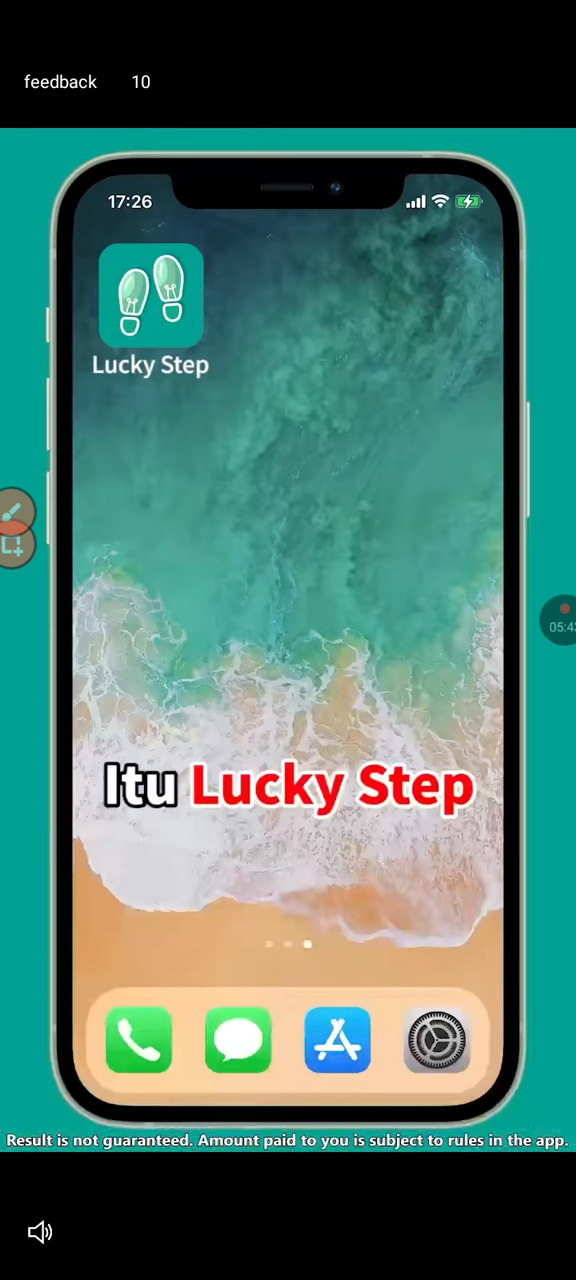 feedback 10
17:26
Lucky Step
Itu Lucky Step
Result is not guaranteed. Amount paid to you is subject to rules in the app.